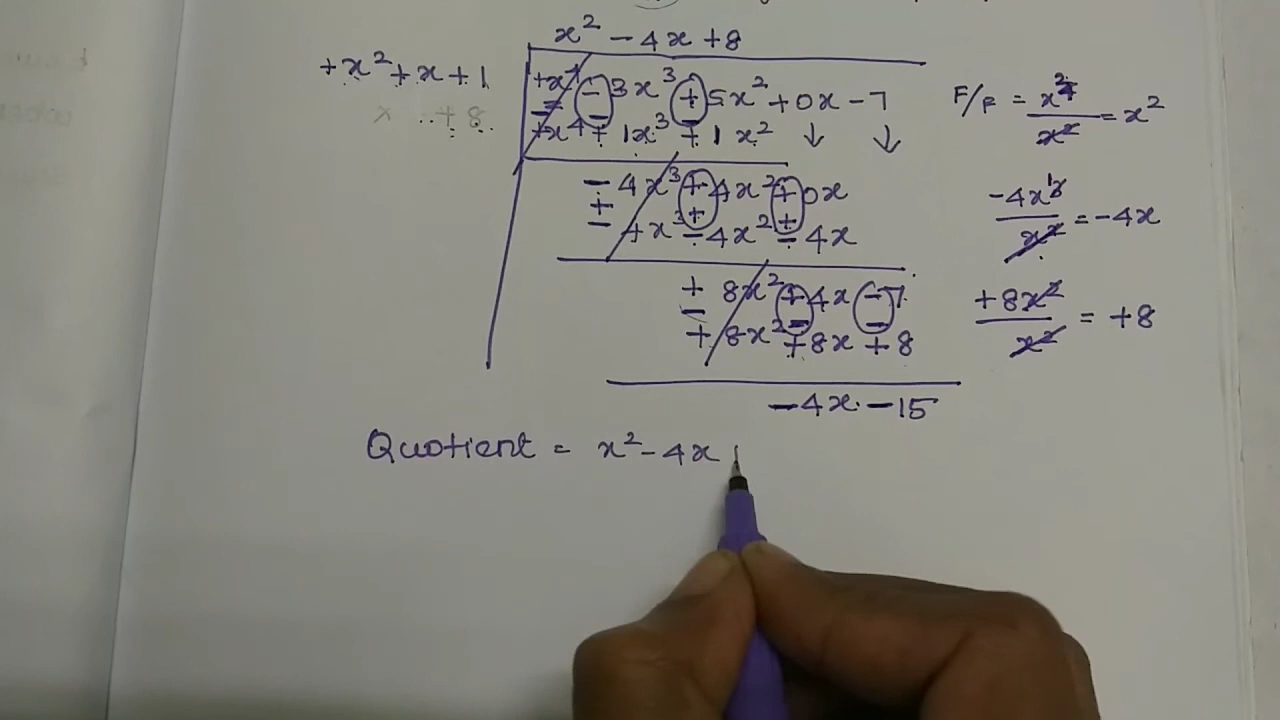 x² - 4x + 8
+x² + x + 1 +x⁴ - 3x³ + 5x² + 0x - 7
+x⁴ + 1x³ + 1x² ↓ ↓
- 4x³ + 4x² + 0x
- 4x³ - 4x² - 4x
+ 8x² + 4x - 7
+ 8x² + 8x + 8
-4x - 15
F/F = x⁴/x² = x²
-4x³/x² = -4x
+8x²/x² = +8
Quotient = x² - 4x